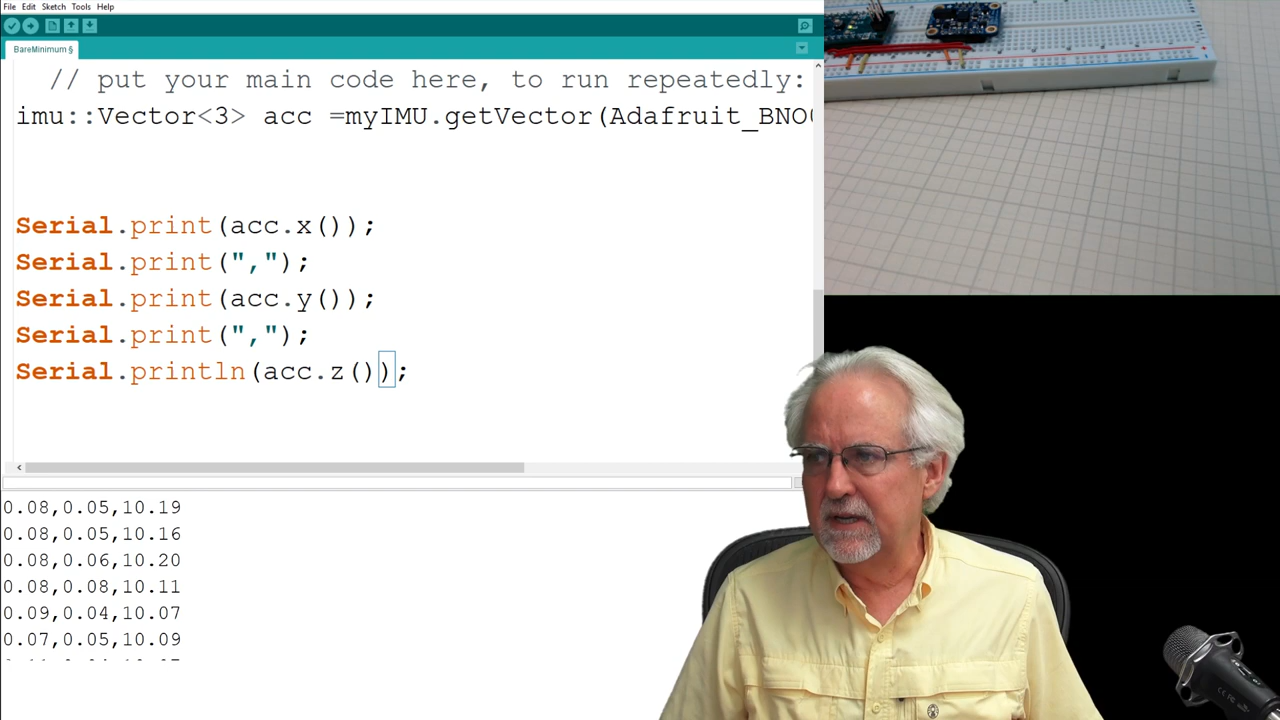 File Edit Sketch Tools Help
BareMinimum §
// put your main code here, to run repeatedly:
imu::Vector<3> acc =myIMU.getVector(Adafruit_BNO0
Serial.print(acc.x());
Serial.print(",");
Serial.print(acc.y());
Serial.print(",");
Serial.println(acc.z());
0.08,0.05,10.19
0.08,0.05,10.16
0.08,0.06,10.20
0.08,0.08,10.11
0.09,0.04,10.07
0.07,0.05,10.09